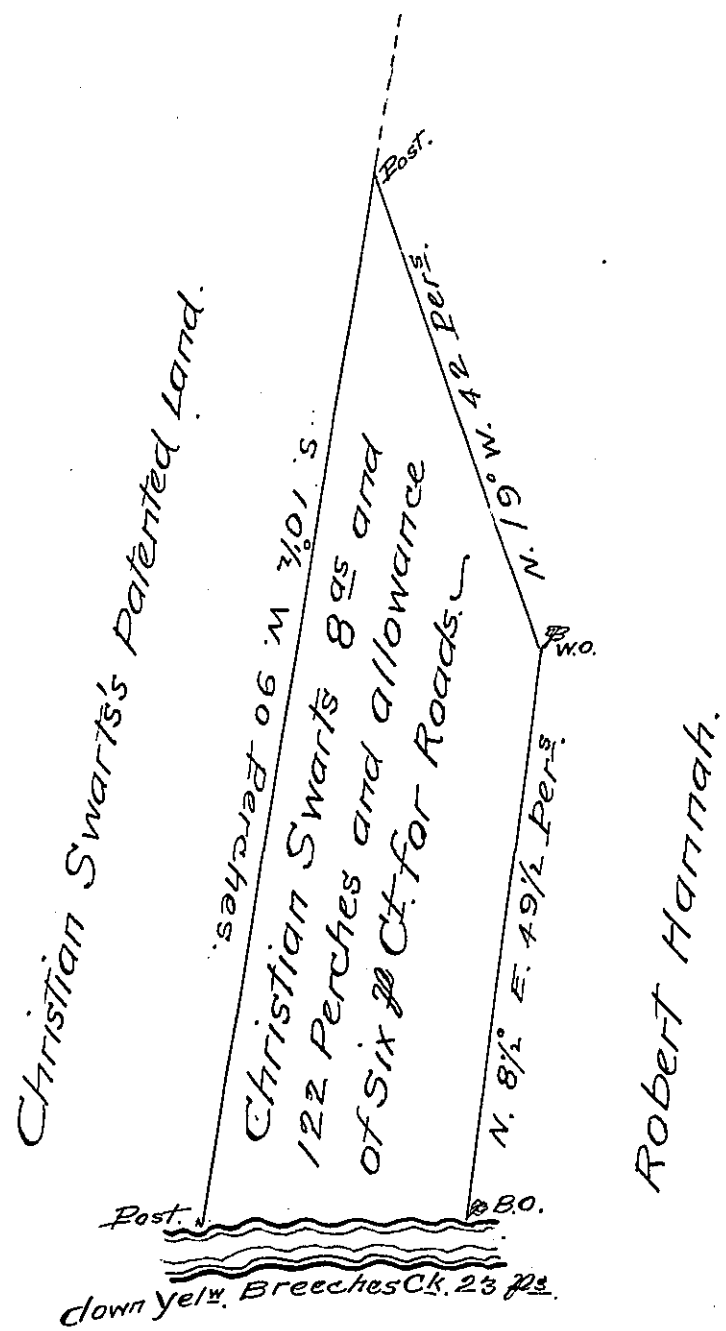 Post.
N. 19° W. 42 Pers.
Christian Swarts's Patented Land.
S. 10½° W. 90 Perches.
Christian Swarts 8 as and
122 Perches and allowance
of Six ⅌ Ct. for Roads.
W.O.
N. 8½° E. 49½ Pers.
Robert Hannah.
Post.
B.O.
down Yelw. Breeches Ck. 23 ps.